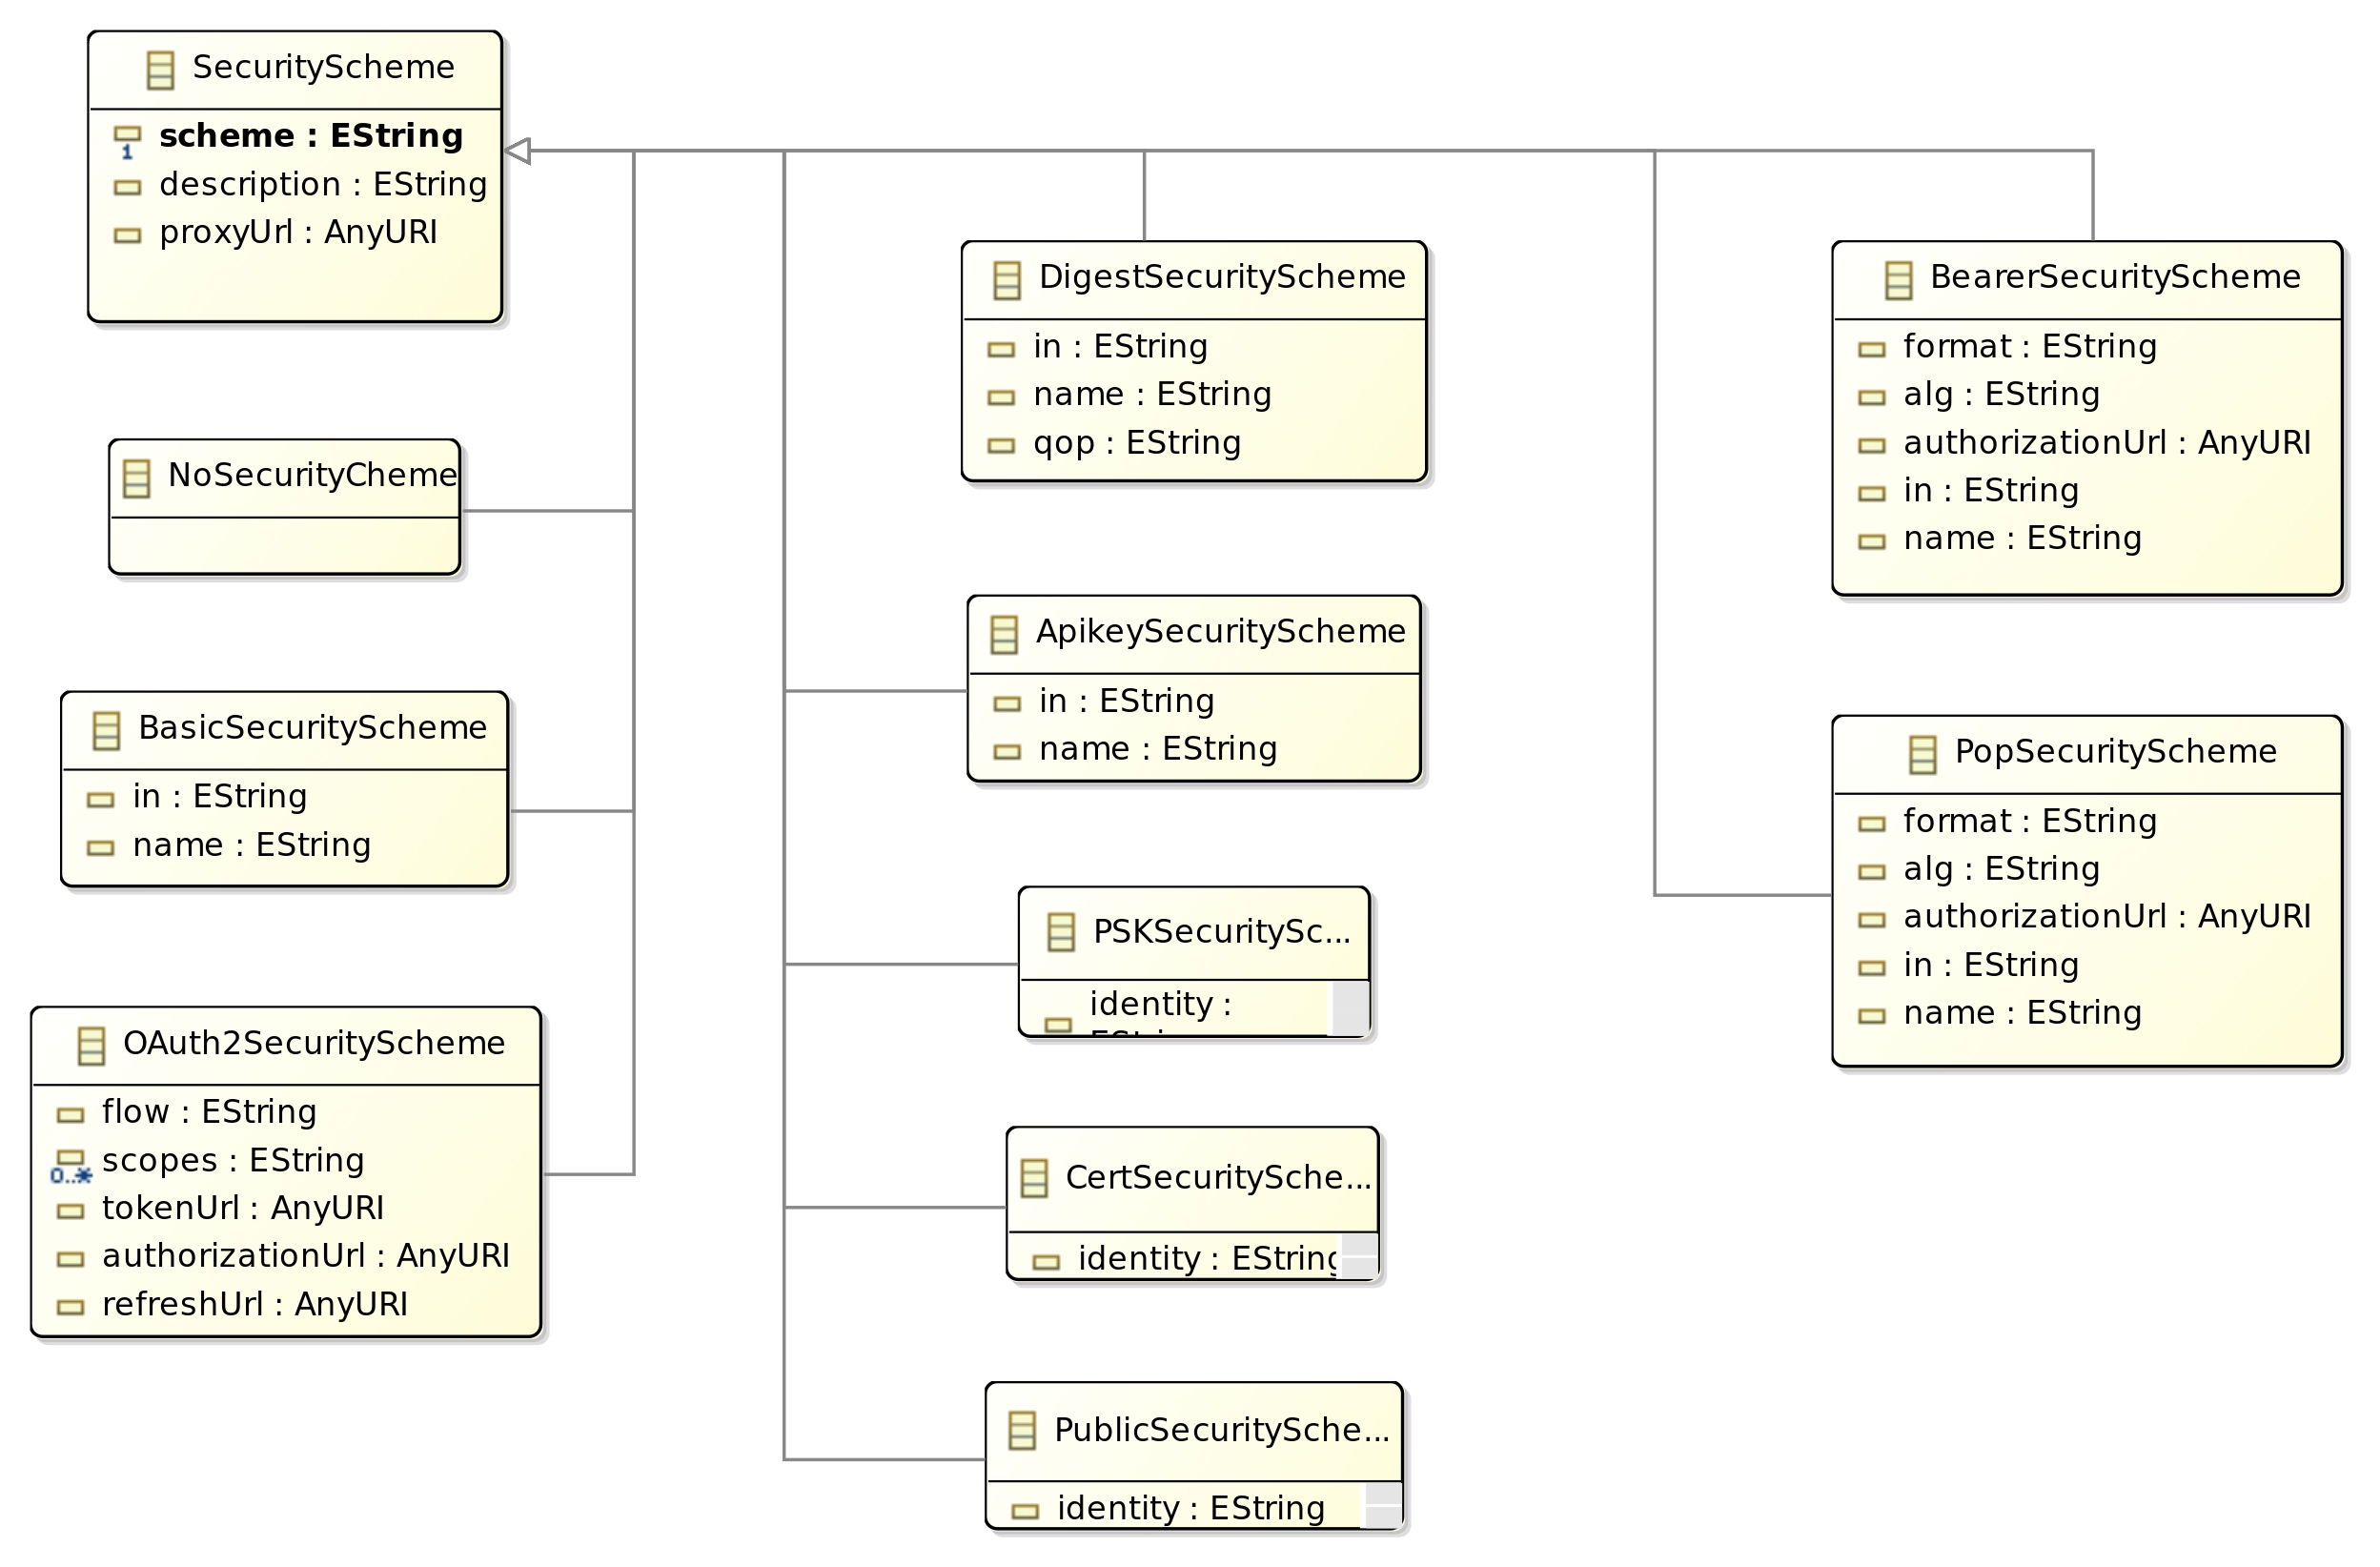 SecurityScheme
1
scheme : EString
description : EString
proxyUrl : AnyURI
NoSecurityCheme
BasicSecurityScheme
in : EString
name : EString
OAuth2SecurityScheme
flow : EString
0..*
scopes : EString
tokenUrl : AnyURI
authorizationUrl : AnyURI
refreshUrl : AnyURI
DigestSecurityScheme
in : EString
name : EString
qop : EString
ApikeySecurityScheme
in : EString
name : EString
PSKSecuritySc...
identity :
CertSecuritySche...
identity : EString
PublicSecuritySche...
identity : EString
BearerSecurityScheme
format : EString
alg : EString
authorizationUrl : AnyURI
in : EString
name : EString
PopSecurityScheme
format : EString
alg : EString
authorizationUrl : AnyURI
in : EString
name : EString